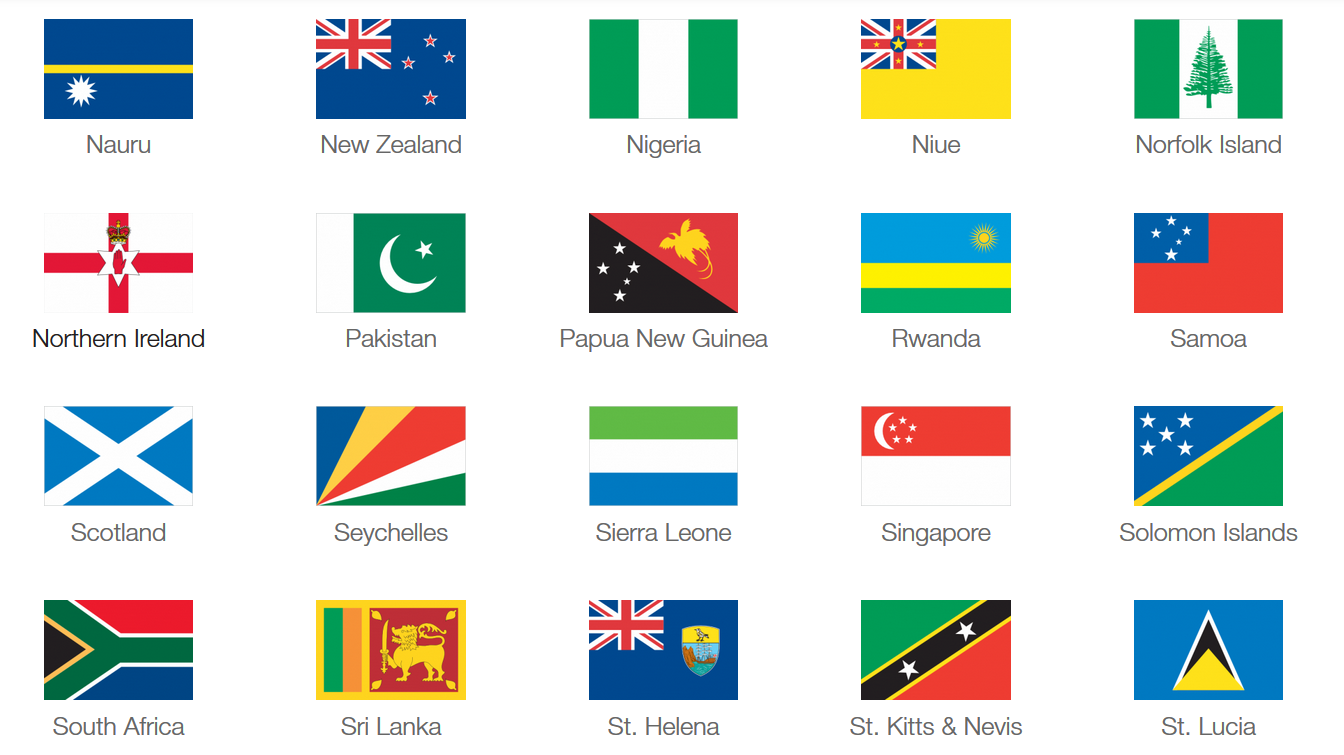 Nauru
New Zealand
Nigeria
Niue
Norfolk Island
Northern Ireland
Pakistan
Papua New Guinea
Rwanda
Samoa
Scotland
Seychelles
Sierra Leone
Singapore
Solomon Islands
South Africa
Sri Lanka
St. Helena
St. Kitts & Nevis
St. Lucia